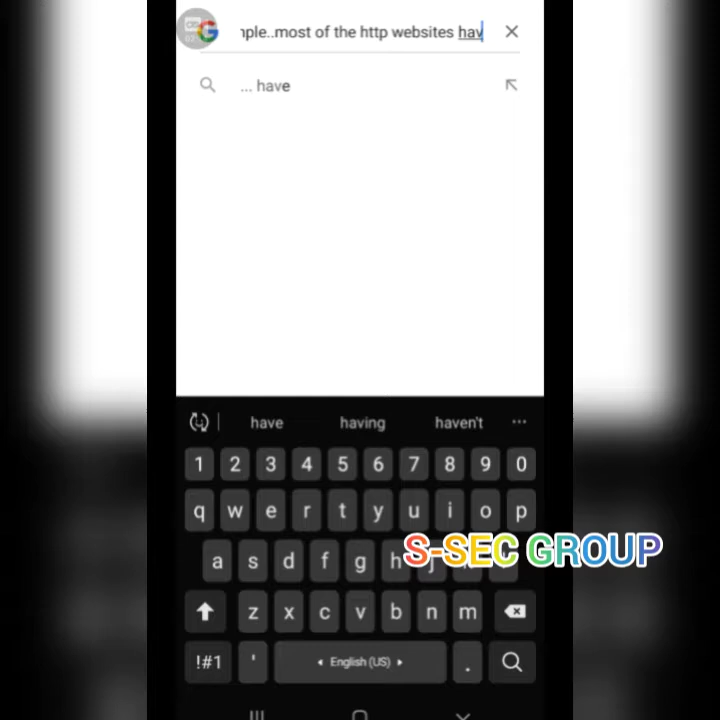 ple..most of the http websites hav
... have
have having haven't ...
1 2 3 4 5 6 7 8 9 0
q w e r t y u i o p
a s d f g h j
S-SEC GROUP
z x c v b n m
!#1 ' English (US) .